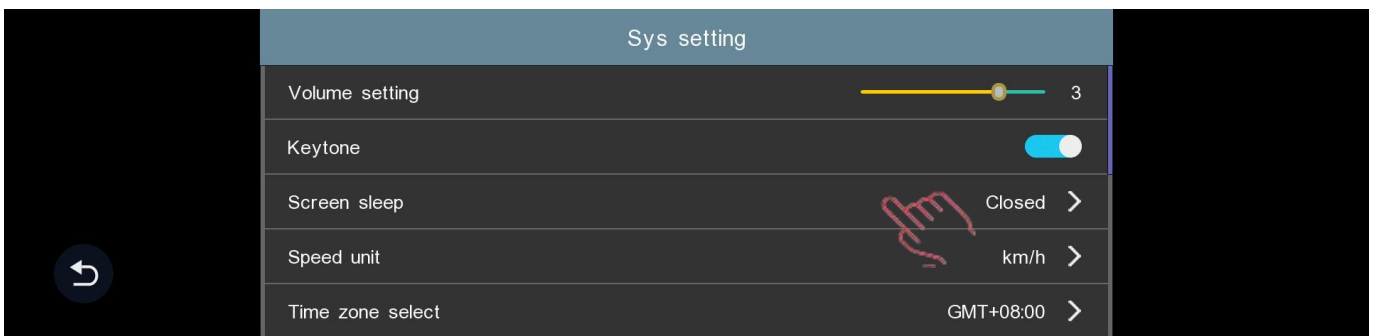 Sys setting
Volume setting 3
Keytone
Screen sleep Closed
Speed unit km/h
Time zone select GMT+08:00